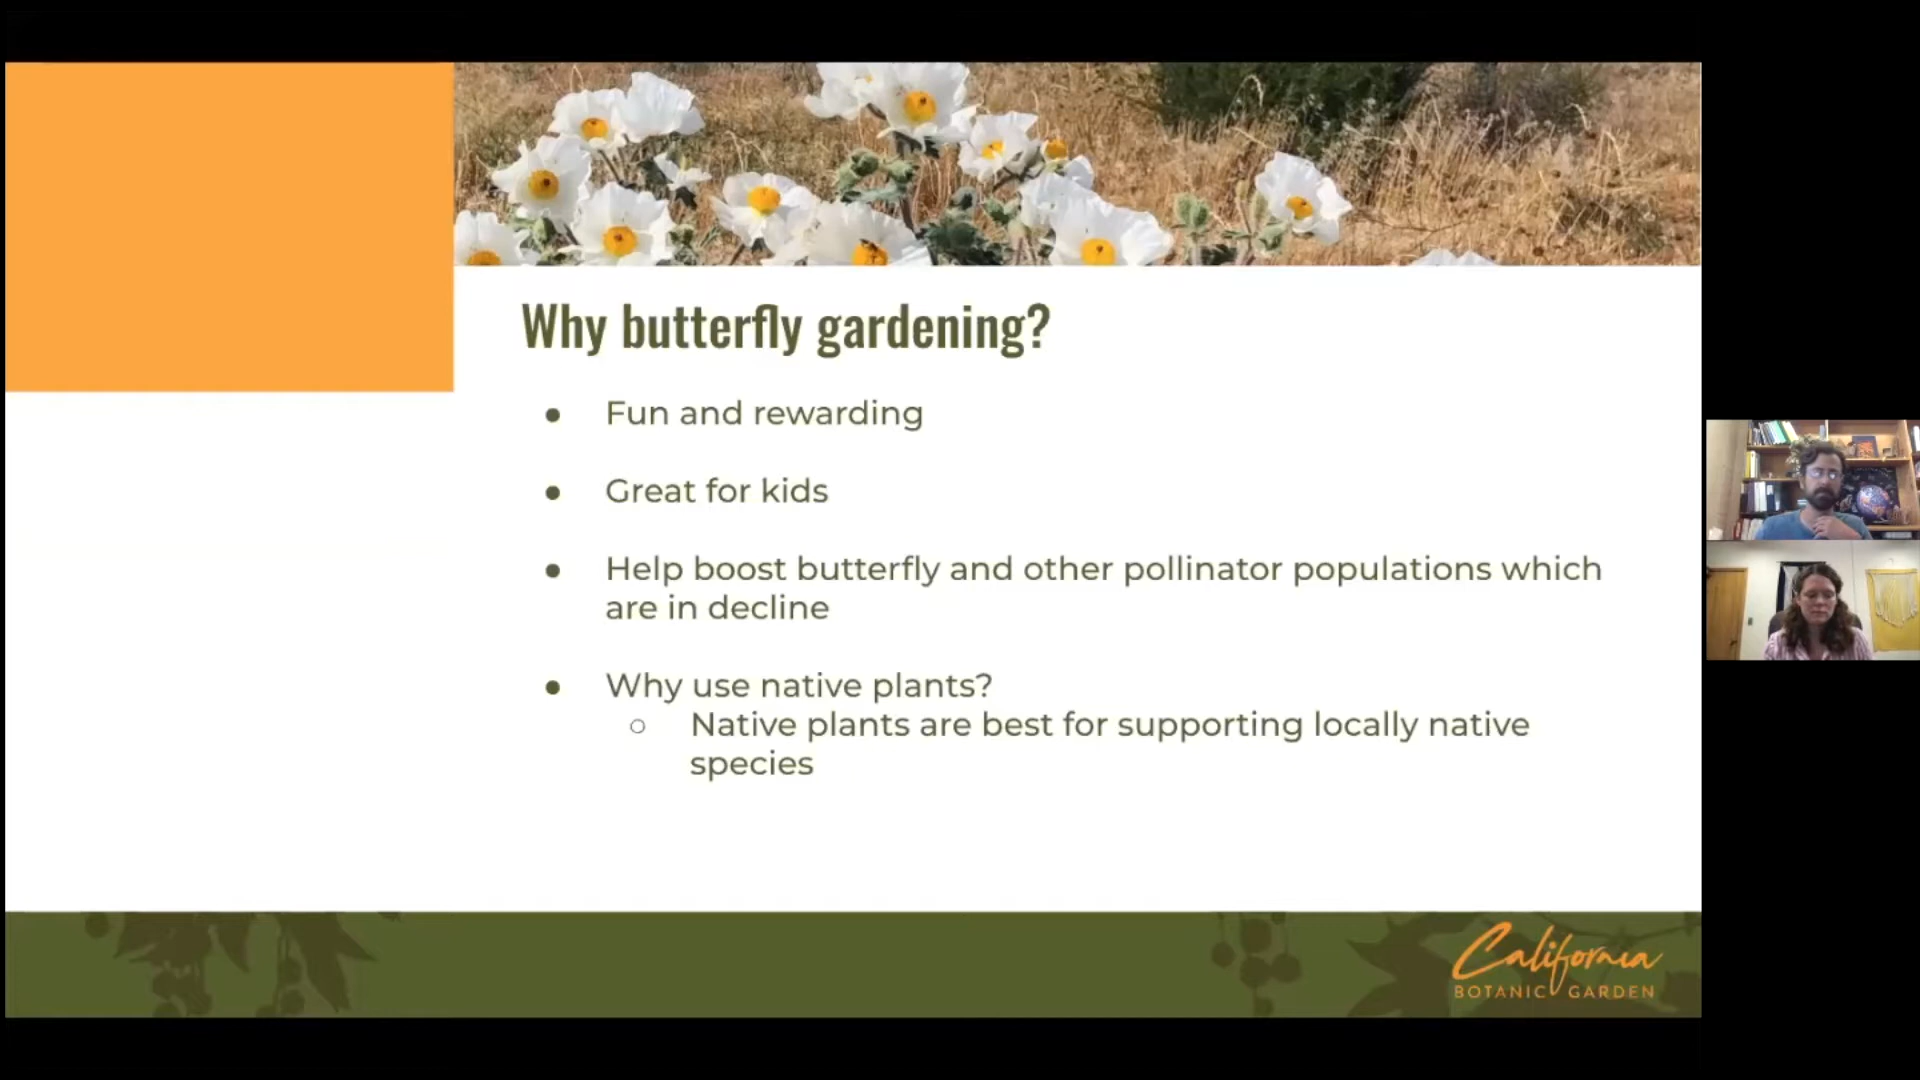 Why butterfly gardening?
● Fun and rewarding
● Great for kids
● Help boost butterfly and other pollinator populations which
are in decline
● Why use native plants?
○ Native plants are best for supporting locally native
species
California
BOTANIC GARDEN